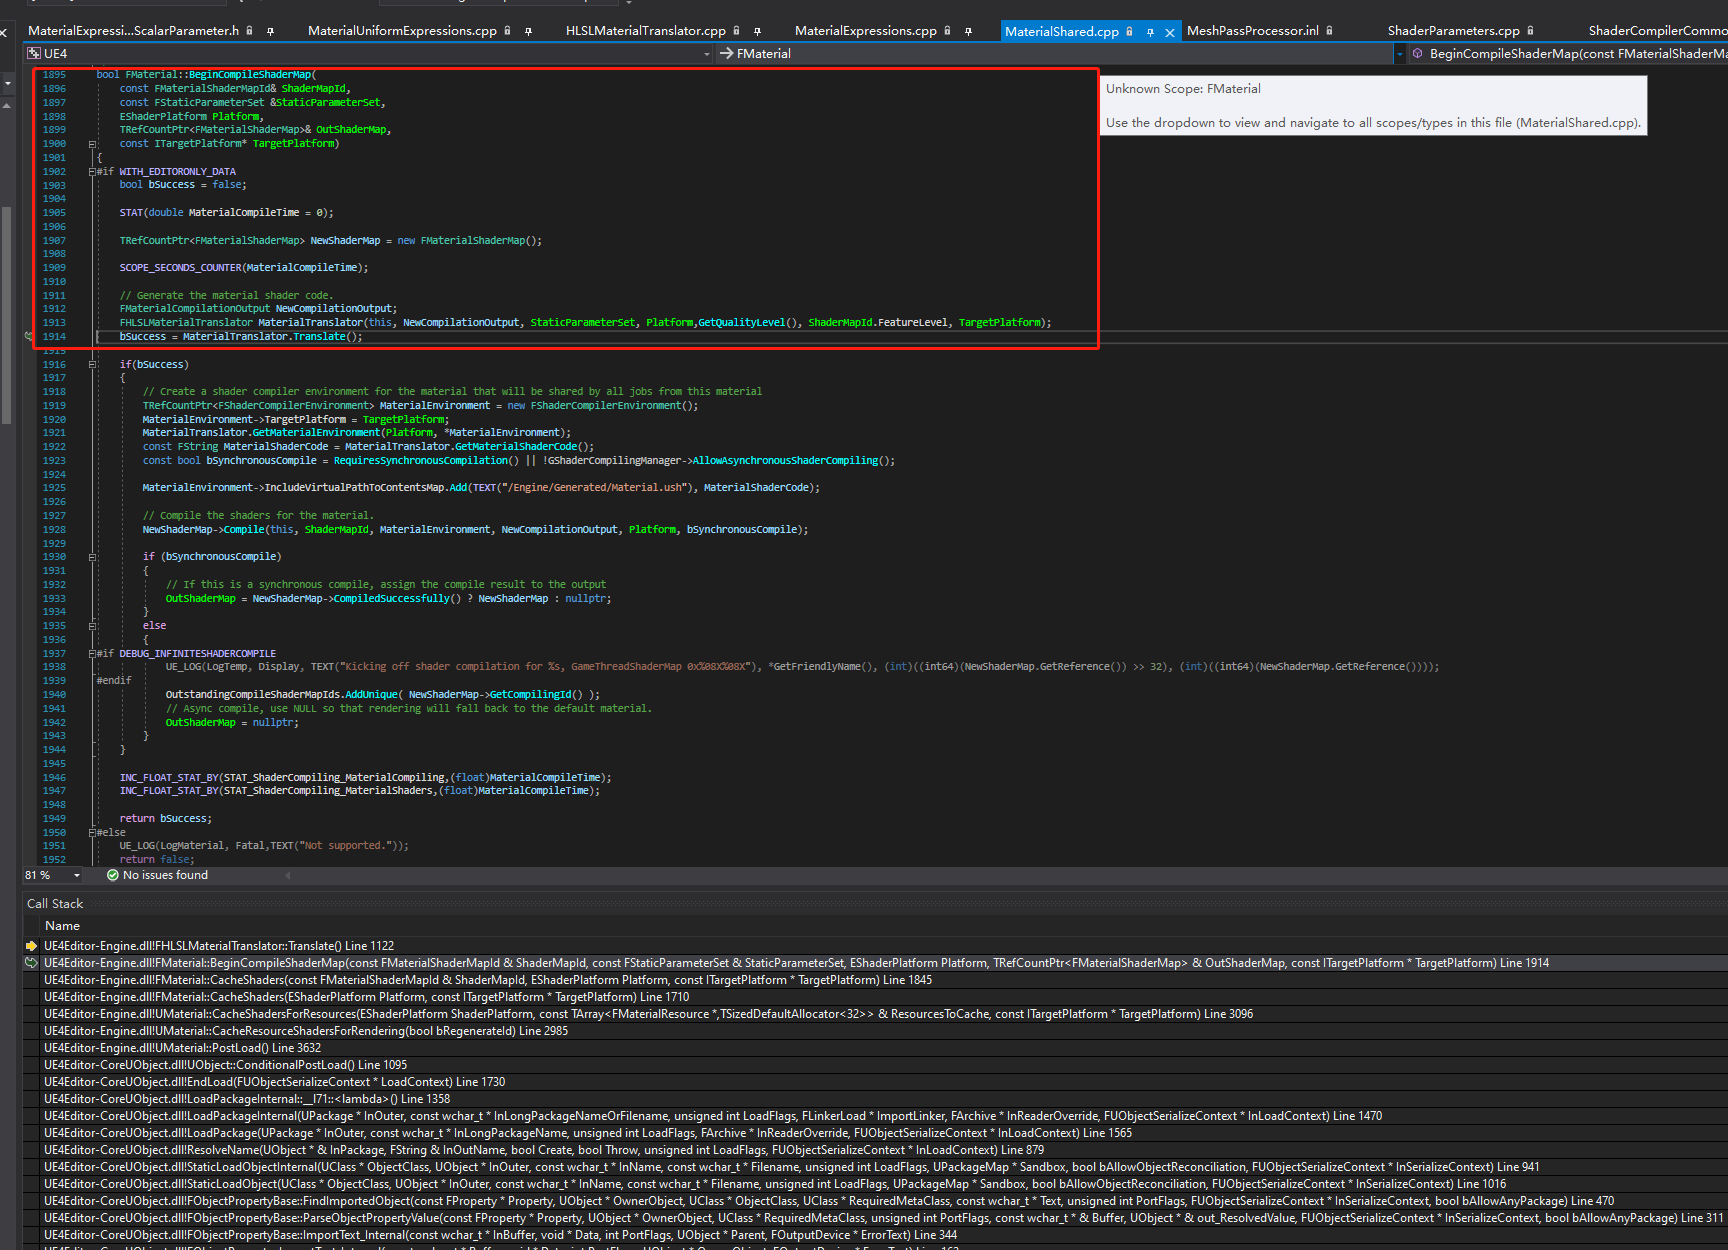 MaterialExpressi...ScalarParameter.h
MaterialUniformExpressions.cpp
HLSLMaterialTranslator.cpp
MaterialExpressions.cpp
MaterialShared.cpp
MeshPassProcessor.inl
ShaderParameters.cpp
ShaderCompilerCommo
UE4
FMaterial
BeginCompileShaderMap(const FMaterialShaderMa
Unknown Scope: FMaterial
Use the dropdown to view and navigate to all scopes/types in this file (MaterialShared.cpp).
1895 bool FMaterial::BeginCompileShaderMap(
1896 const FMaterialShaderMapId& ShaderMapId,
1897 const FStaticParameterSet &StaticParameterSet,
1898 EShaderPlatform Platform,
1899 TRefCountPtr<FMaterialShaderMap>& OutShaderMap,
1900 const ITargetPlatform* TargetPlatform)
1901 {
1902 #if WITH_EDITORONLY_DATA
1903 bool bSuccess = false;
1904
1905 STAT(double MaterialCompileTime = 0);
1906
1907 TRefCountPtr<FMaterialShaderMap> NewShaderMap = new FMaterialShaderMap();
1908
1909 SCOPE_SECONDS_COUNTER(MaterialCompileTime);
1910
1911 // Generate the material shader code.
1912 FMaterialCompilationOutput NewCompilationOutput;
1913 FHLSLMaterialTranslator MaterialTranslator(this, NewCompilationOutput, StaticParameterSet, Platform,GetQualityLevel(), ShaderMapId.FeatureLevel, TargetPlatform);
1914 bSuccess = MaterialTranslator.Translate();
1915
1916 if(bSuccess)
1917 {
1918 // Create a shader compiler environment for the material that will be shared by all jobs from this material
1919 TRefCountPtr<FShaderCompilerEnvironment> MaterialEnvironment = new FShaderCompilerEnvironment();
1920 MaterialEnvironment->TargetPlatform = TargetPlatform;
1921 MaterialTranslator.GetMaterialEnvironment(Platform, *MaterialEnvironment);
1922 const FString MaterialShaderCode = MaterialTranslator.GetMaterialShaderCode();
1923 const bool bSynchronousCompile = RequiresSynchronousCompilation() || !GShaderCompilingManager->AllowAsynchronousShaderCompiling();
1924
1925 MaterialEnvironment->IncludeVirtualPathToContentsMap.Add(TEXT("/Engine/Generated/Material.ush"), MaterialShaderCode);
1926
1927 // Compile the shaders for the material.
1928 NewShaderMap->Compile(this, ShaderMapId, MaterialEnvironment, NewCompilationOutput, Platform, bSynchronousCompile);
1929
1930 if (bSynchronousCompile)
1931 {
1932 // If this is a synchronous compile, assign the compile result to the output
1933 OutShaderMap = NewShaderMap->CompiledSuccessfully() ? NewShaderMap : nullptr;
1934 }
1935 else
1936 {
1937 #if DEBUG_INFINITESHADERCOMPILE
1938 UE_LOG(LogTemp, Display, TEXT("Kicking off shader compilation for %s, GameThreadShaderMap 0x%08X%08X"), *GetFriendlyName(), (int)((int64)(NewShaderMap.GetReference()) >> 32), (int)((int64)(NewShaderMap.GetReference())));
1939 #endif
1940 OutstandingCompileShaderMapIds.AddUnique( NewShaderMap->GetCompilingId() );
1941 // Async compile, use NULL so that rendering will fall back to the default material.
1942 OutShaderMap = nullptr;
1943 }
1944 }
1945
1946 INC_FLOAT_STAT_BY(STAT_ShaderCompiling_MaterialCompiling,(float)MaterialCompileTime);
1947 INC_FLOAT_STAT_BY(STAT_ShaderCompiling_MaterialShaders,(float)MaterialCompileTime);
1948
1949 return bSuccess;
1950 #else
1951 UE_LOG(LogMaterial, Fatal,TEXT("Not supported."));
1952 return false;
81 %
No issues found
Call Stack
Name
UE4Editor-Engine.dll!FHLSLMaterialTranslator::Translate() Line 1122
UE4Editor-Engine.dll!FMaterial::BeginCompileShaderMap(const FMaterialShaderMapId & ShaderMapId, const FStaticParameterSet & StaticParameterSet, EShaderPlatform Platform, TRefCountPtr<FMaterialShaderMap> & OutShaderMap, const ITargetPlatform * TargetPlatform) Line 1914
UE4Editor-Engine.dll!FMaterial::CacheShaders(const FMaterialShaderMapId & ShaderMapId, EShaderPlatform Platform, const ITargetPlatform * TargetPlatform) Line 1845
UE4Editor-Engine.dll!FMaterial::CacheShaders(EShaderPlatform Platform, const ITargetPlatform * TargetPlatform) Line 1710
UE4Editor-Engine.dll!UMaterial::CacheShadersForResources(EShaderPlatform ShaderPlatform, const TArray<FMaterialResource *,TSizedDefaultAllocator<32>> & ResourcesToCache, const ITargetPlatform * TargetPlatform) Line 3096
UE4Editor-Engine.dll!UMaterial::CacheResourceShadersForRendering(bool bRegenerateId) Line 2985
UE4Editor-Engine.dll!UMaterial::PostLoad() Line 3632
UE4Editor-CoreUObject.dll!UObject::ConditionalPostLoad() Line 1095
UE4Editor-CoreUObject.dll!EndLoad(FUObjectSerializeContext * LoadContext) Line 1730
UE4Editor-CoreUObject.dll!LoadPackageInternal::__l71::<lambda>() Line 1358
UE4Editor-CoreUObject.dll!LoadPackageInternal(UPackage * InOuter, const wchar_t * InLongPackageNameOrFilename, unsigned int LoadFlags, FLinkerLoad * ImportLinker, FArchive * InReaderOverride, FUObjectSerializeContext * InLoadContext) Line 1470
UE4Editor-CoreUObject.dll!LoadPackage(UPackage * InOuter, const wchar_t * InLongPackageName, unsigned int LoadFlags, FArchive * InReaderOverride, FUObjectSerializeContext * InLoadContext) Line 1565
UE4Editor-CoreUObject.dll!ResolveName(UObject * & InPackage, FString & InOutName, bool Create, bool Throw, unsigned int LoadFlags, FUObjectSerializeContext * InLoadContext) Line 879
UE4Editor-CoreUObject.dll!StaticLoadObjectInternal(UClass * ObjectClass, UObject * InOuter, const wchar_t * InName, const wchar_t * Filename, unsigned int LoadFlags, UPackageMap * Sandbox, bool bAllowObjectReconciliation, FUObjectSerializeContext * InSerializeContext) Line 941
UE4Editor-CoreUObject.dll!StaticLoadObject(UClass * ObjectClass, UObject * InOuter, const wchar_t * InName, const wchar_t * Filename, unsigned int LoadFlags, UPackageMap * Sandbox, bool bAllowObjectReconciliation, FUObjectSerializeContext * InSerializeContext) Line 1016
UE4Editor-CoreUObject.dll!FObjectPropertyBase::FindImportedObject(const FProperty * Property, UObject * OwnerObject, UClass * ObjectClass, UClass * RequiredMetaClass, const wchar_t * Text, unsigned int PortFlags, FUObjectSerializeContext * InSerializeContext, bool bAllowAnyPackage) Line 470
UE4Editor-CoreUObject.dll!FObjectPropertyBase::ParseObjectPropertyValue(const FProperty * Property, UObject * OwnerObject, UClass * RequiredMetaClass, unsigned int PortFlags, const wchar_t * & Buffer, UObject * & out_ResolvedValue, FUObjectSerializeContext * InSerializeContext, bool bAllowAnyPackage) Line 311
UE4Editor-CoreUObject.dll!FObjectPropertyBase::ImportText_Internal(const wchar_t * InBuffer, void * Data, int PortFlags, UObject * Parent, FOutputDevice * ErrorText) Line 344